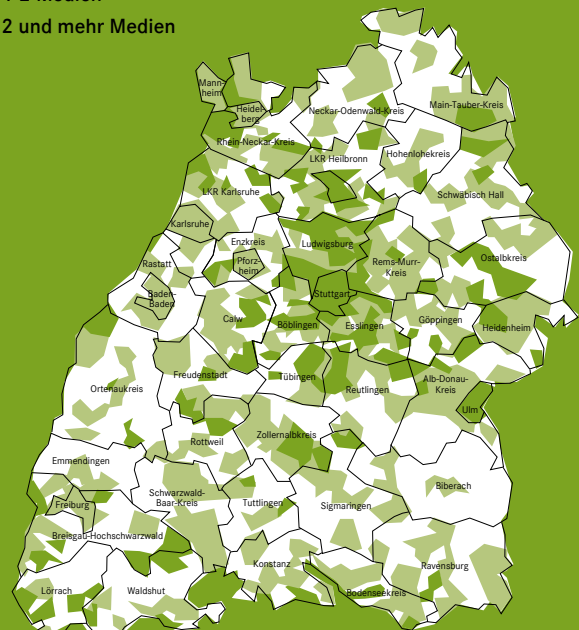 2 und mehr Medien
Mann-
heim
Heidel-
berg
Neckar-Odenwald-Kreis
Main-Tauber-Kreis
Rhein-Neckar-Kreis
LKR Heilbronn
Hohenlohekreis
LKR Karlsruhe
Schwäbisch Hall
Karlsruhe
Enzkreis
Ludwigsburg
Rastatt
Pforz-
heim
Rems-Murr-
Kreis
Ostalbkreis
Baden-
Baden
Stuttgart
Calw
Böblingen
Esslingen
Göppingen
Heidenheim
Ortenaukreis
Freudenstadt
Tübingen
Reutlingen
Alb-Donau-
Kreis
Ulm
Rottweil
Zollernalbkreis
Emmendingen
Freiburg
Schwarzwald-
Baar-Kreis
Tuttlingen
Sigmaringen
Biberach
Breisgau-Hochschwarzwald
Konstanz
Ravensburg
Lörrach
Waldshut
Bodenseekreis